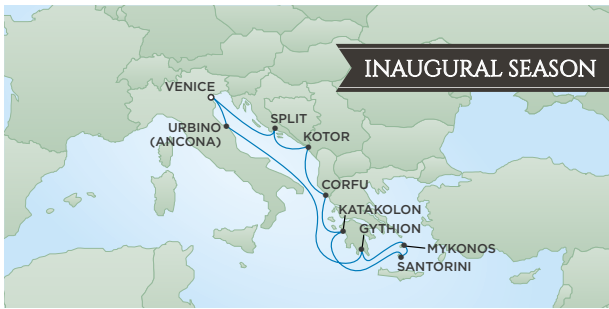 INAUGURAL SEASON
VENICE
URBINO
(ANCONA)
SPLIT
KOTOR
CORFU
KATAKOLON
GYTHION
MYKONOS
SANTORINI